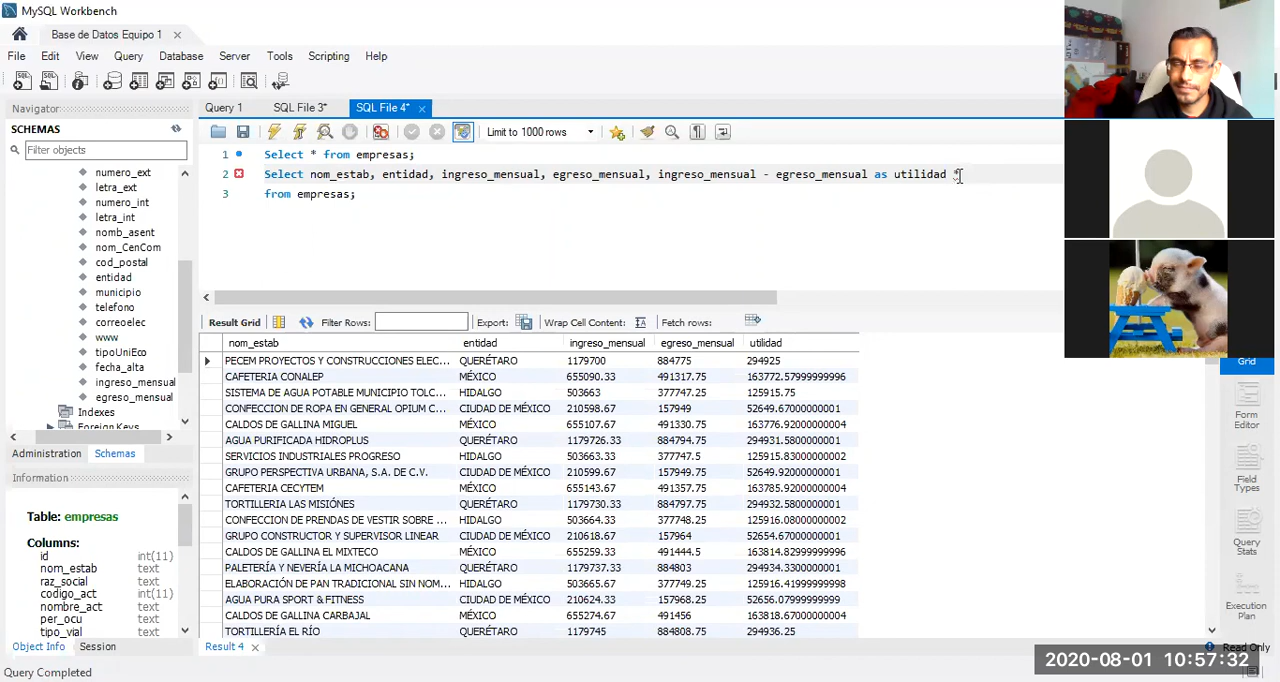 MySQL Workbench
Base de Datos Equipo 1
File Edit View Query Database Server Tools Scripting Help
Navigator
SCHEMAS
Filter objects
numero_ext
letra_ext
numero_int
letra_int
nomb_asent
nom_CenCom
cod_postal
entidad
municipio
telefono
correoelec
www
tipoUniEco
fecha_alta
ingreso_mensual
egreso_mensual
Indexes
Foreign Keys
Administration Schemas
Information
Table: empresas
Columns:
id int(11)
nom_estab text
raz_social text
codigo_act int(11)
nombre_act text
per_ocu text
tipo_vial text
Object Info Session
Query Completed
Query 1 SQL File 3* SQL File 4*
Limit to 1000 rows
1 Select * from empresas;
2 Select nom_estab, entidad, ingreso_mensual, egreso_mensual, ingreso_mensual - egreso_mensual as utilidad
3 from empresas;
Result Grid Filter Rows: Export: Wrap Cell Content: Fetch rows:
nom_estab entidad ingreso_mensual egreso_mensual utilidad
PECEM PROYECTOS Y CONSTRUCCIONES ELEC... QUERÉTARO 1179700 884775 294925
CAFETERIA CONALEP MÉXICO 655090.33 491317.75 163772.57999999996
SISTEMA DE AGUA POTABLE MUNICIPIO TOLC... HIDALGO 503663 377747.25 125915.75
CONFECCION DE ROPA EN GENERAL OPIUM C... CIUDAD DE MÉXICO 210598.67 157949 52649.67000000001
CALDOS DE GALLINA MIGUEL MÉXICO 655107.67 491330.75 163776.92000000004
AGUA PURIFICADA HIDROPLUS QUERÉTARO 1179726.33 884794.75 294931.5800000001
SERVICIOS INDUSTRIALES PROGRESO HIDALGO 503663.33 377747.5 125915.83000000002
GRUPO PERSPECTIVA URBANA, S.A. DE C.V. CIUDAD DE MÉXICO 210599.67 157949.75 52649.92000000001
CAFETERIA CECYTEM MÉXICO 655143.67 491357.75 163785.92000000004
TORTILLERIA LAS MISIÓNES QUERÉTARO 1179730.33 884797.75 294932.5800000001
CONFECCION DE PRENDAS DE VESTIR SOBRE ... HIDALGO 503664.33 377748.25 125916.08000000002
GRUPO CONSTRUCTOR Y SUPERVISOR LINEAR CIUDAD DE MÉXICO 210618.67 157964 52654.67000000001
CALDOS DE GALLINA EL MIXTECO MÉXICO 655259.33 491444.5 163814.82999999996
PALETERÍA Y NEVERÍA LA MICHOACANA QUERÉTARO 1179737.33 884803 294934.3300000001
ELABORACIÓN DE PAN TRADICIONAL SIN NOM... HIDALGO 503665.67 377749.25 125916.41999999998
AGUA PURA SPORT & FITNESS CIUDAD DE MÉXICO 210624.33 157968.25 52656.07999999999
CALDOS DE GALLINA CARBAJAL MÉXICO 655274.67 491456 163818.67000000004
TORTILLERÍA EL RÍO QUERÉTARO 1179745 884808.75 294936.25
Result 4
Grid
Form
Editor
Field
Types
Query
Stats
Execution
Plan
Read Only
2020-08-01 10:57:32